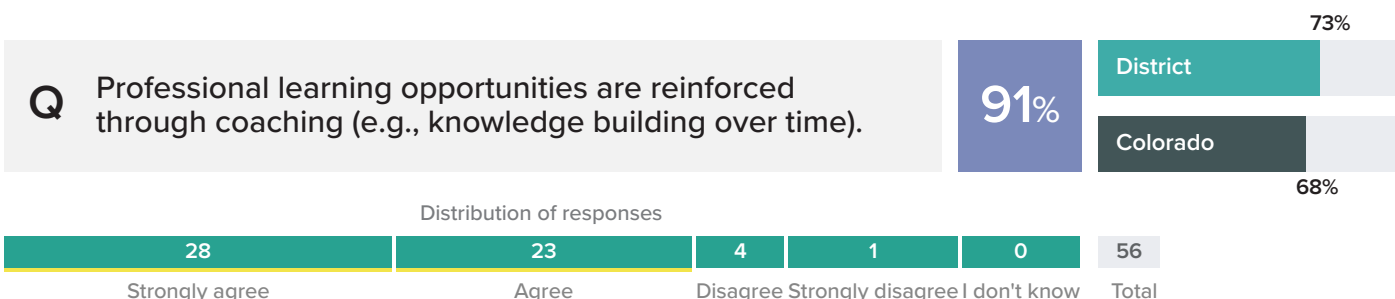 73%
Q Professional learning opportunities are reinforced
through coaching (e.g., knowledge building over time).
91%
District
Colorado
68%
Distribution of responses
28 23 4 1 0 56
Strongly agree Agree Disagree Strongly disagree I don't know Total